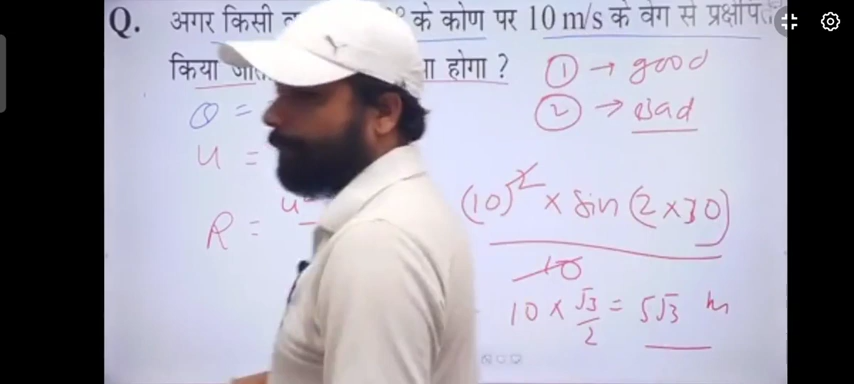 Q. अगर किसी ° के कोण पर 10 m/s के वेग से प्रक्षेपित
किया होगा ?
① → good
② → Bad
θ =
u =
R = u²
(10)² × sin (2×30)
10
10 × √3/2 = 5√3 m